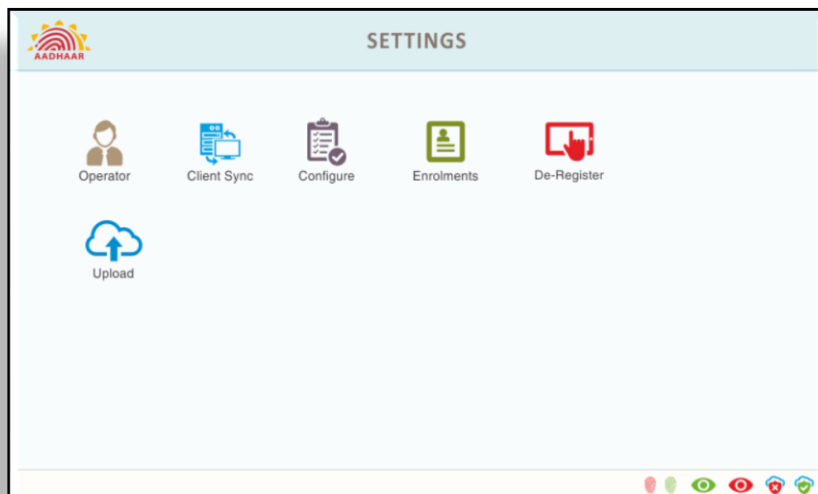 AADHAAR
SETTINGS
Operator
Client Sync
Configure
Enrolments
De-Register
Upload